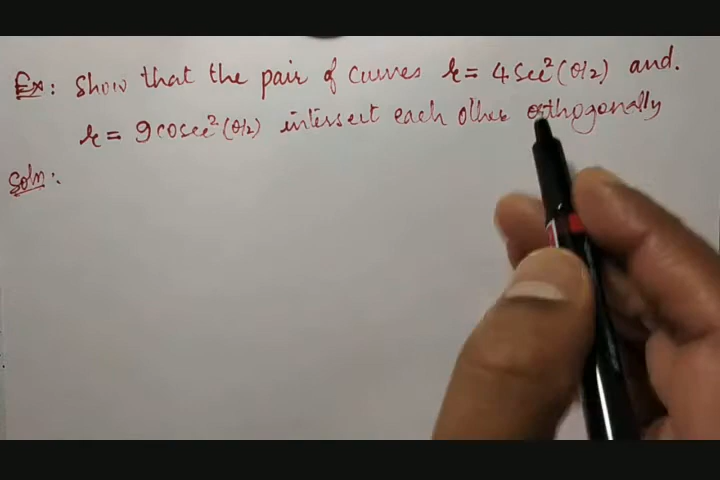 Ex: Show that the pair of curves r = 4 sec²(θ/2) and.
r = 9 cosec²(θ/2) intersect each other orthogonally
Soln: